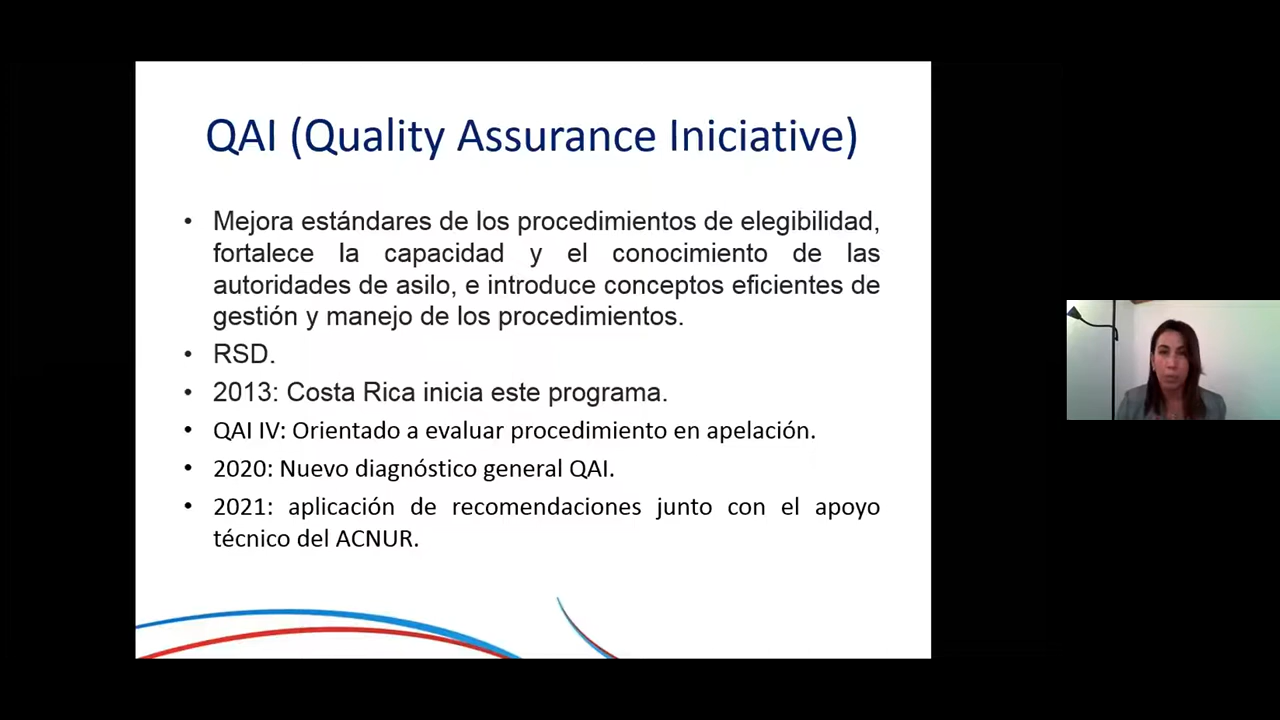 QAI (Quality Assurance Iniciative)
• Mejora estándares de los procedimientos de elegibilidad,
fortalece la capacidad y el conocimiento de las
autoridades de asilo, e introduce conceptos eficientes de
gestión y manejo de los procedimientos.
• RSD.
• 2013: Costa Rica inicia este programa.
• QAI IV: Orientado a evaluar procedimiento en apelación.
• 2020: Nuevo diagnóstico general QAI.
• 2021: aplicación de recomendaciones junto con el apoyo
técnico del ACNUR.